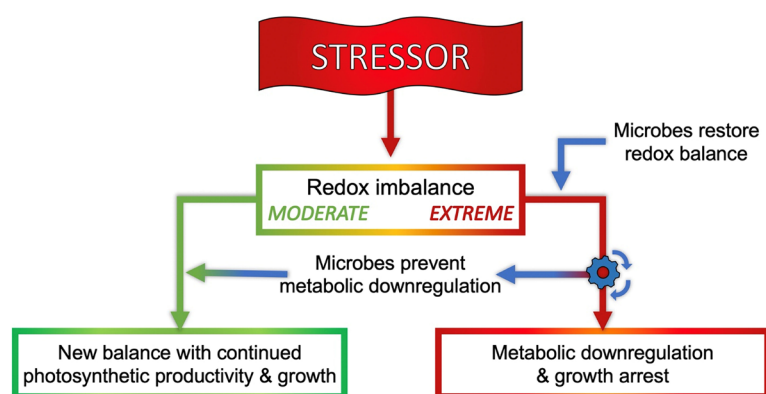 STRESSOR
Microbes restore
redox balance
Redox imbalance
MODERATE EXTREME
Microbes prevent
metabolic downregulation
New balance with continued
photosynthetic productivity & growth
Metabolic downregulation
& growth arrest